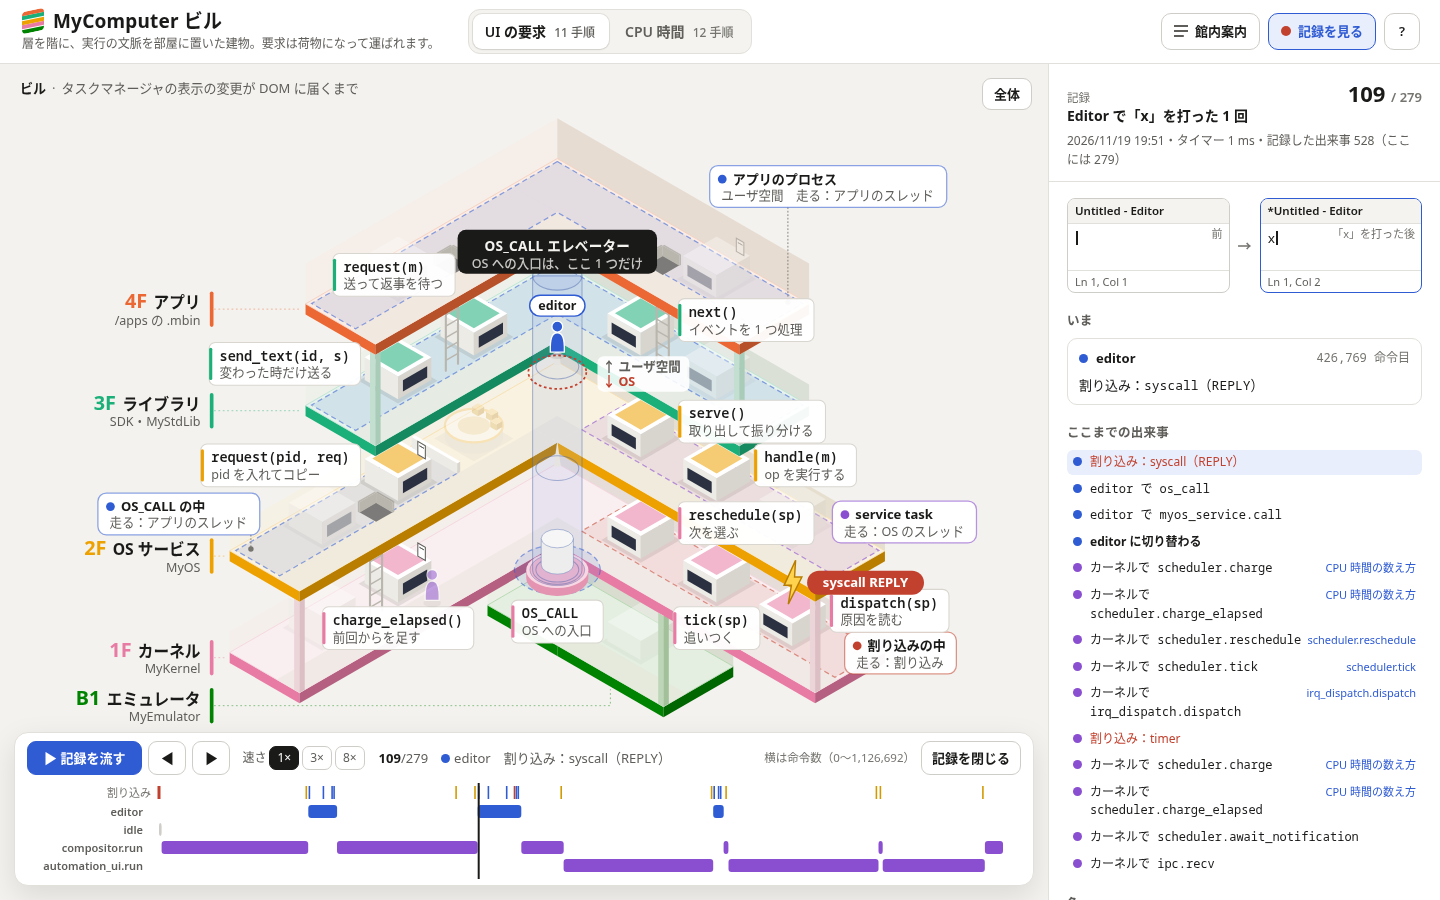 MyComputer ビル
層を階に、実行の文脈を部屋に置いた建物。要求は荷物になって運ばれます。
UI の要求 11 手順
CPU 時間 12 手順
館内案内
記録を見る
?
ビル · タスクマネージャの表示の変更が DOM に届くまで
全体
アプリのプロセス
ユーザ空間 走る：アプリのスレッド
OS_CALL エレベーター
OS への入口は、ここ 1 つだけ
request(m)
送って返事を待つ
editor
4F アプリ
/apps の .mbin
next()
イベントを 1 つ処理
send_text(id, s)
変わった時だけ送る
↑ ユーザ空間
↓ OS
3F ライブラリ
SDK・MyStdLib
serve()
取り出して振り分ける
request(pid, req)
pid を入れてコピー
handle(m)
op を実行する
OS_CALL の中
走る：アプリのスレッド
reschedule(sp)
次を選ぶ
service task
走る：OS のスレッド
2F OS サービス
MyOS
syscall REPLY
dispatch(sp)
原因を読む
charge_elapsed()
前回からを足す
OS_CALL
OS への入口
tick(sp)
追いつく
割り込みの中
走る：割り込み
1F カーネル
MyKernel
B1 エミュレータ
MyEmulator
▶ 記録を流す
◀
▶
速さ 1× 3× 8×
109/279
editor 割り込み：syscall（REPLY）
横は命令数（0〜1,126,692）
記録を閉じる
割り込み
editor
idle
compositor.run
automation_ui.run
記録
109 / 279
Editor で「x」を打った 1 回
2026/11/19 19:51・タイマー 1 ms・記録した出来事 528（ここ
には 279）
Untitled - Editor
前
Ln 1, Col 1
→
*Untitled - Editor
x
「x」を打った後
Ln 1, Col 2
いま
editor
426,769 命令目
割り込み：syscall（REPLY）
ここまでの出来事
割り込み：syscall（REPLY）
editor で os_call
editor で myos_service.call
editor に切り替わる
カーネルで scheduler.charge CPU 時間の数え方
カーネルで CPU 時間の数え方
scheduler.charge_elapsed
カーネルで scheduler.reschedule scheduler.reschedule
カーネルで scheduler.tick scheduler.tick
カーネルで irq_dispatch.dispatch
irq_dispatch.dispatch
割り込み：timer
カーネルで scheduler.charge CPU 時間の数え方
カーネルで CPU 時間の数え方
scheduler.charge_elapsed
カーネルで scheduler.await_notification
カーネルで ipc.recv